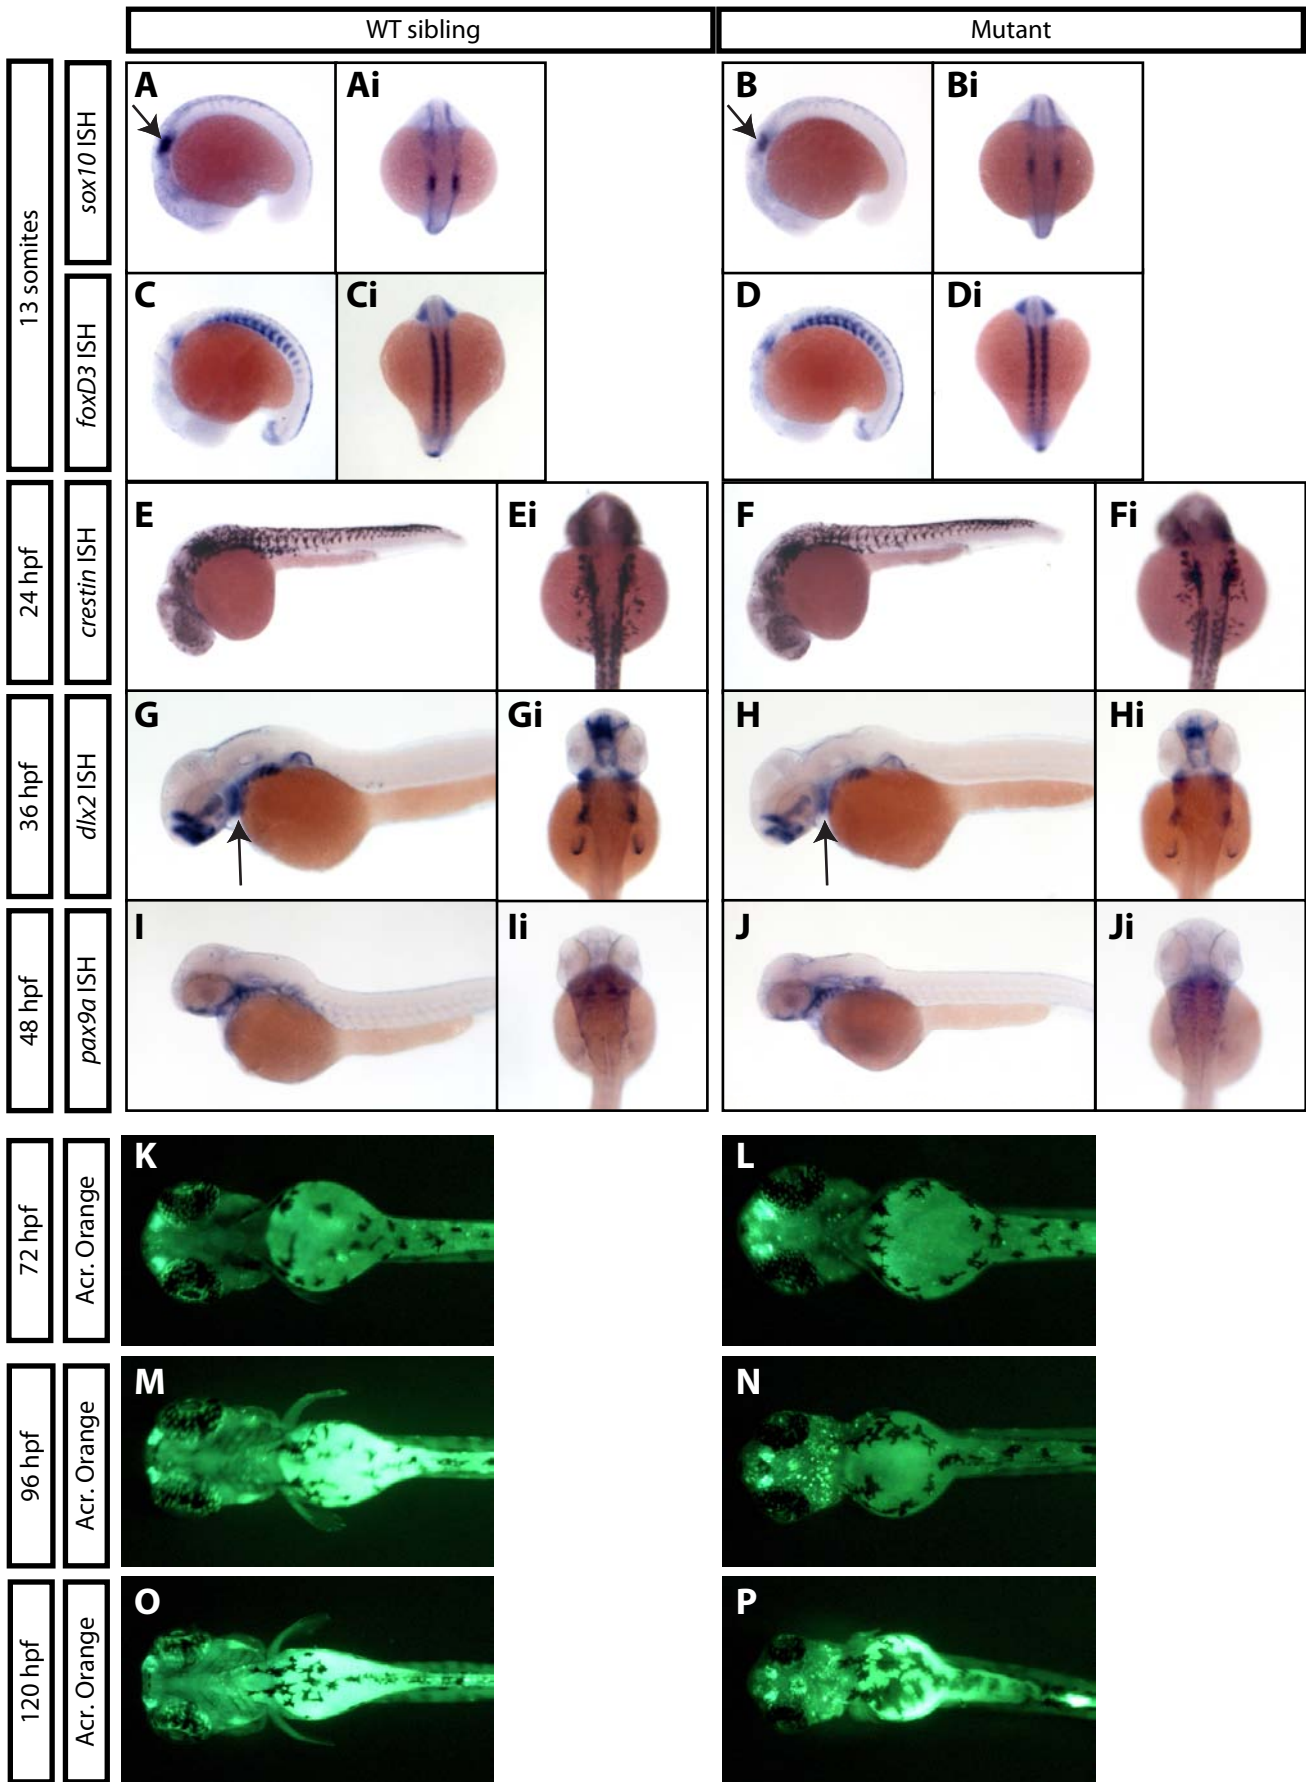 WT sibling
Mutant
13 somites
sox10 ISH
A
Ai
B
Bi
foxD3 ISH
C
Ci
D
Di
24 hpf
crestin ISH
E
Ei
F
Fi
36 hpf
dlx2 ISH
G
Gi
H
Hi
48 hpf
pax9a ISH
I
Ii
J
Ji
72 hpf
Acr. Orange
K
L
96 hpf
Acr. Orange
M
N
120 hpf
Acr. Orange
O
P